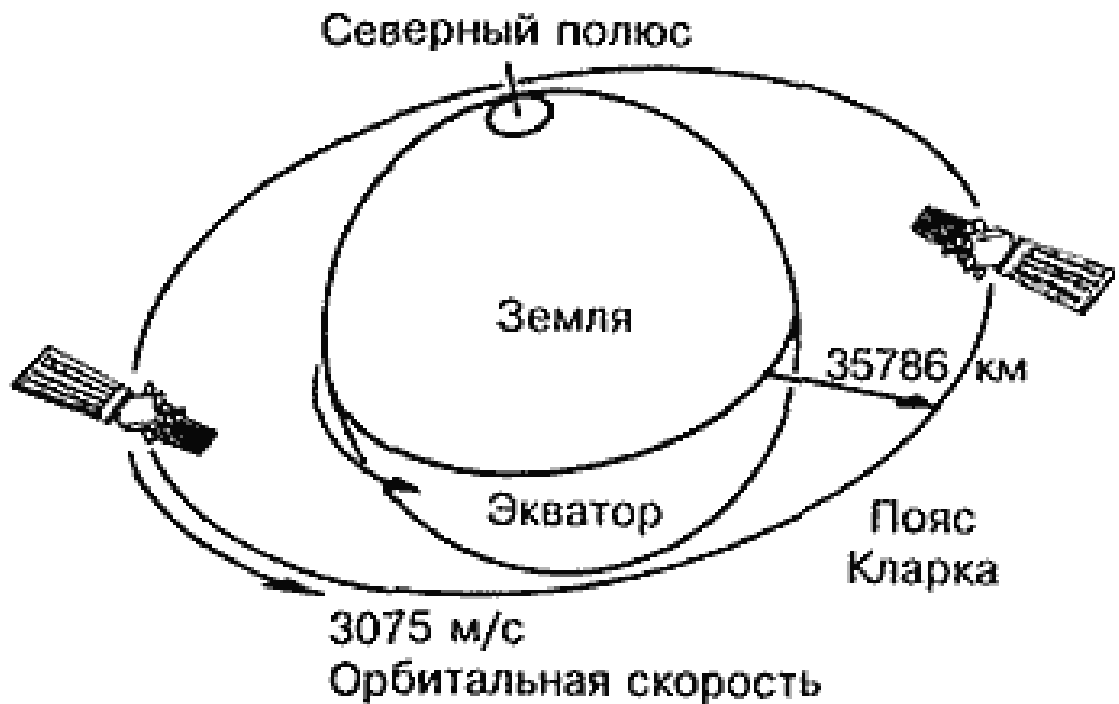 Северный полюс
Земля
35786 км
Экватор
Пояс
Кларка
3075 м/с
Орбитальная скорость